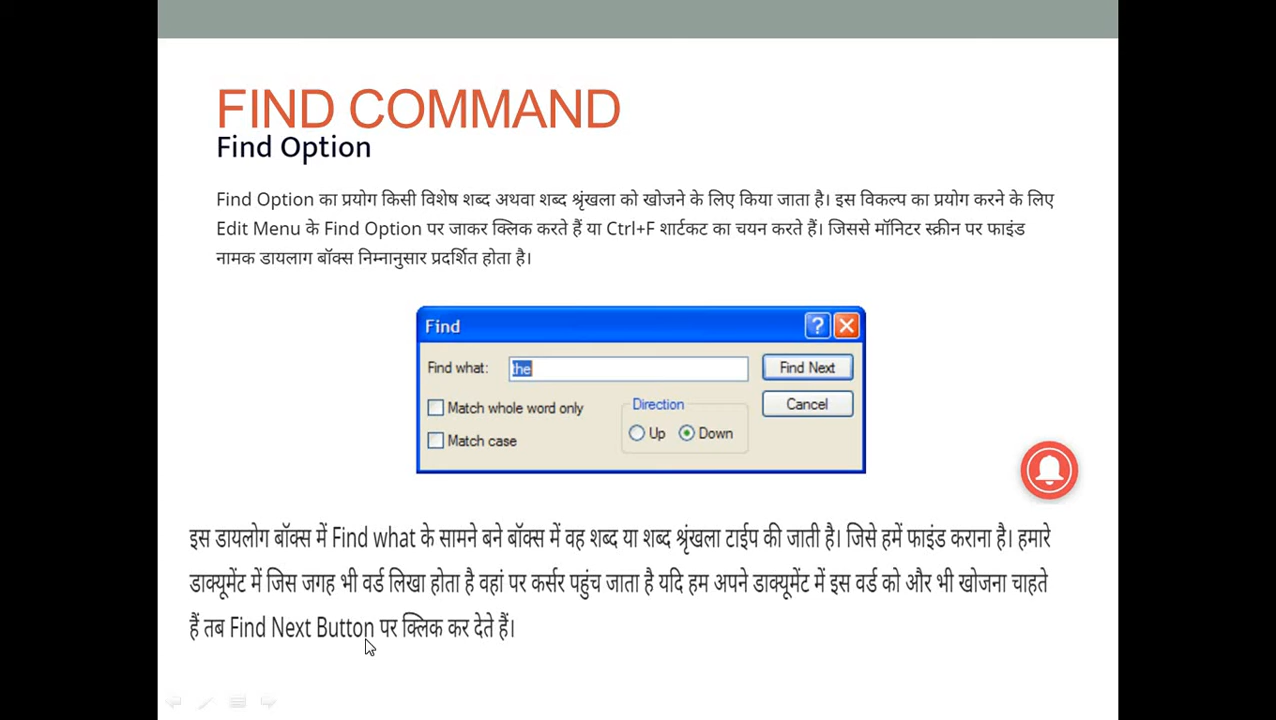 FIND COMMAND
Find Option
Find Option का प्रयोग किसी विशेष शब्द अथवा शब्द श्रृंखला को खोजने के लिए किया जाता है। इस विकल्प का प्रयोग करने के लिए
Edit Menu के Find Option पर जाकर क्लिक करते हैं या Ctrl+F शार्टकट का चयन करते हैं। जिससे मॉनिटर स्क्रीन पर फाइंड
नामक डायलाग बॉक्स निम्नानुसार प्रदर्शित होता है।
Find
Find what: the Find Next
Match whole word only Direction Cancel
Match case Up Down
इस डायलोग बॉक्स में Find what के सामने बने बॉक्स में वह शब्द या शब्द श्रृंखला टाईप की जाती है। जिसे हमें फाइंड कराना है। हमारे
डाक्यूमेंट में जिस जगह भी वर्ड लिखा होता है वहां पर कर्सर पहुंच जाता है यदि हम अपने डाक्यूमेंट में इस वर्ड को और भी खोजना चाहते
हैं तब Find Next Button पर क्लिक कर देते हैं।